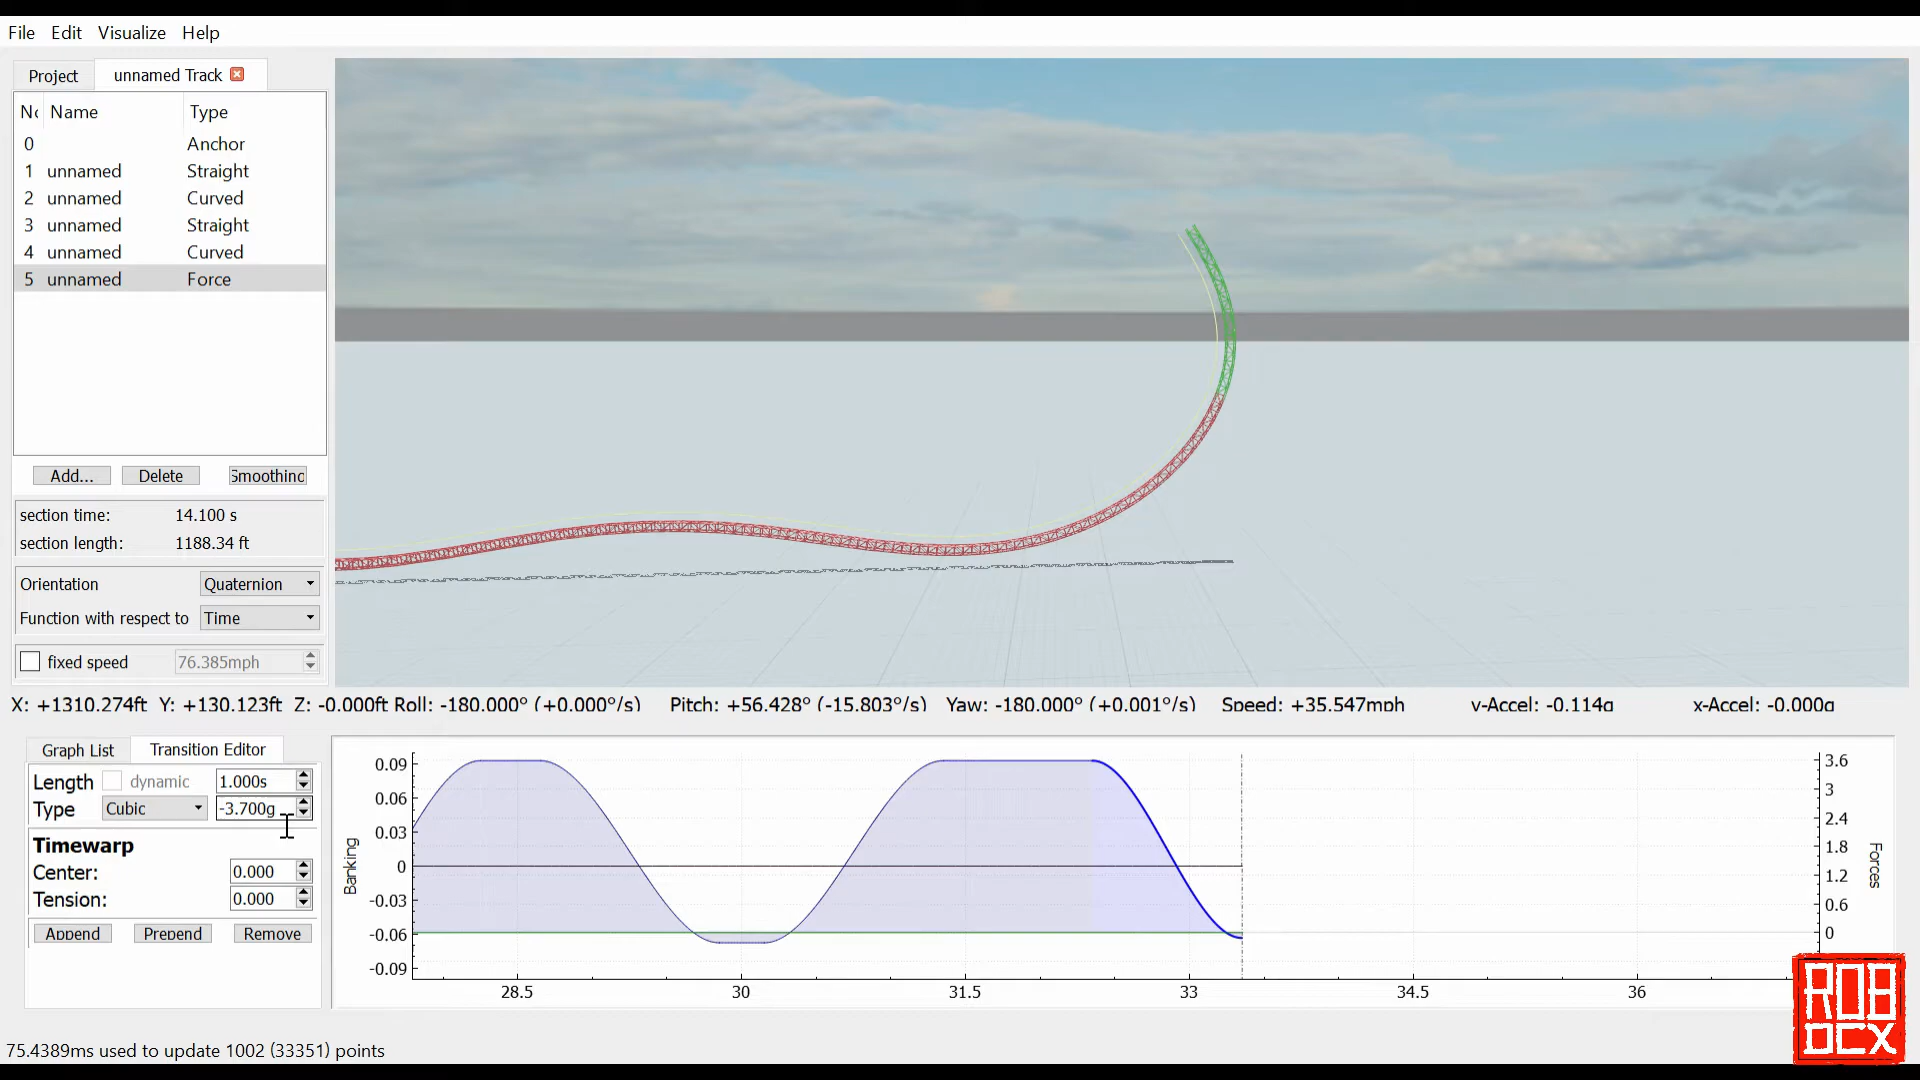 File Edit Visualize Help
Project unnamed Track
No Name Type
0 Anchor
1 unnamed Straight
2 unnamed Curved
3 unnamed Straight
4 unnamed Curved
5 unnamed Force
Add... Delete Smoothing
section time: 14.100 s
section length: 1188.34 ft
Orientation Quaternion
Function with respect to Time
fixed speed 76.385mph
X: +1310.274ft Y: +130.123ft Z: -0.000ft Roll: -180.000° (+0.000°/s) Pitch: +56.428° (-15.803°/s) Yaw: -180.000° (+0.001°/s) Speed: +35.547mph y-Accel: -0.114g x-Accel: -0.000g
Graph List Transition Editor
Length dynamic 1.000s
Type Cubic -3.700g
Timewarp
Center: 0.000
Tension: 0.000
Append Prepend Remove
Banking
0.09
0.06
0.03
0
-0.03
-0.06
-0.09
28.5 30 31.5 33 34.5 36
3.6
3
2.4
1.8
1.2
0.6
0
Forces
ROB
DCX
75.4389ms used to update 1002 (33351) points